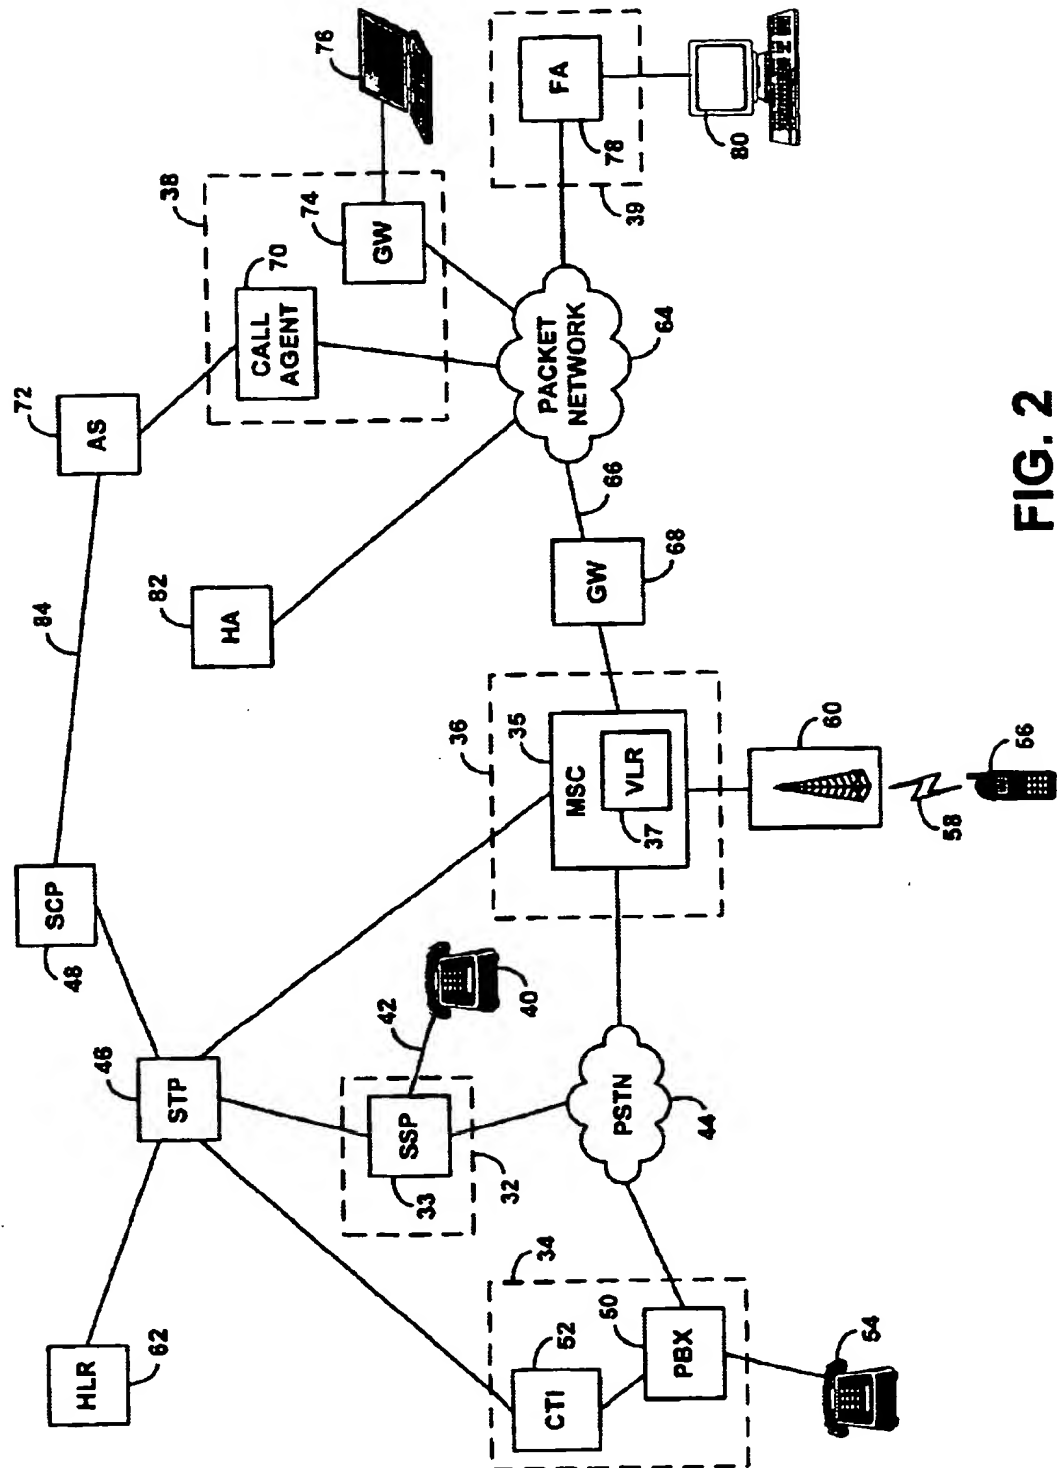 84
72
SCP
48
HLR
AS
46
62
82
38
STP
HA
70
CALL
AGENT
74
76
GW
42
SSP
33
36
32
35
40
34
PACKET
NETWORK
CTI
52
FA
MSC
GW
78
66
PSTN
50
39
VLR
37
64
68
PBX
44
80
60
54
58
56
FIG. 2